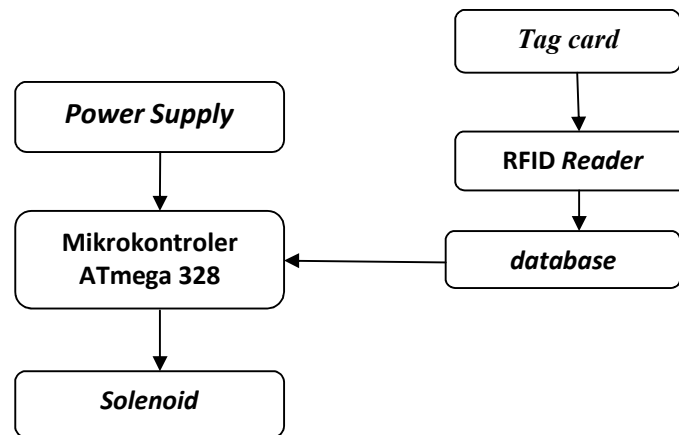 Tag card
Power Supply
RFID Reader
Mikrokontroler
ATmega 328
database
Solenoid